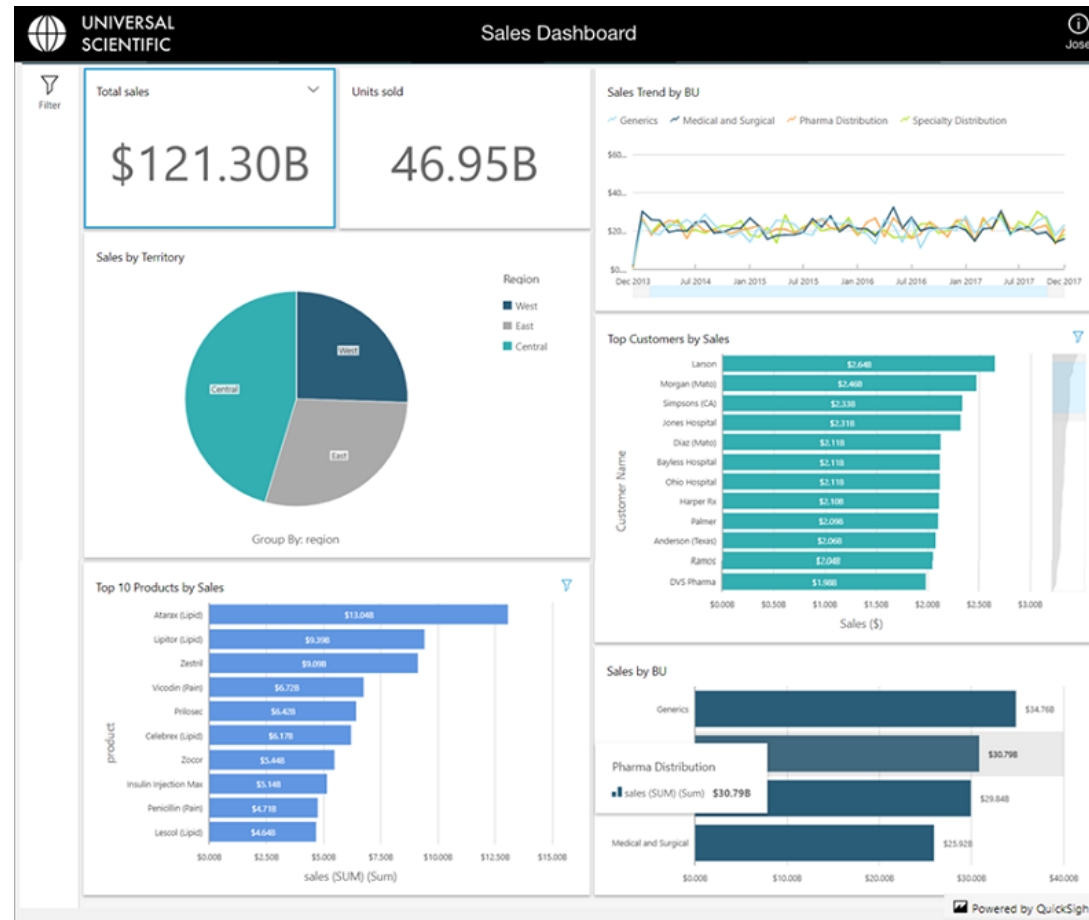 UNIVERSAL
SCIENTIFIC
Sales Dashboard
Jose
Filter
Total sales
$121.30B
Units sold
46.95B
Sales by Territory
Region
West
East
Central
West
Central
East
Group By: region
Top 10 Products by Sales
product
Atarax (Lipid) $13.04B
Lipitor (Lipid) $9.39B
Zestril $9.09B
Vicodin (Pain) $6.72B
Prilosec $6.42B
Celebrex (Lipid) $6.17B
Zocor $5.44B
Insulin Injection Max $5.14B
Penicillin (Pain) $4.71B
Lescol (Lipid) $4.64B
$0.00B $2.50B $5.00B $7.50B $10.00B $12.50B $15.00B
sales (SUM) (Sum)
Sales Trend by BU
Generics Medical and Surgical Pharma Distribution Specialty Distribution
$60...
$40...
$20...
$0...
Dec 2013 Jul 2014 Jan 2015 Jul 2015 Jan 2016 Jul 2016 Jan 2017 Jul 2017 Dec 2017
Top Customers by Sales
Customer Name
Larson $2.64B
Morgan (Mato) $2.46B
Simpsons (CA) $2.33B
Jones Hospital $2.31B
Diaz (Mato) $2.11B
Bayless Hospital $2.11B
Ohio Hospital $2.11B
Harper Rx $2.10B
Palmer $2.09B
Anderson (Texas) $2.06B
Ramos $2.04B
DVS Pharma $1.98B
$0.00B $0.50B $1.00B $1.50B $2.00B $2.50B $3.00B
Sales ($)
Sales by BU
Generics $34.76B
$30.79B
Pharma Distribution
sales (SUM) (Sum) $30.79B
$29.84B
Medical and Surgical $25.92B
$0.00B $10.00B $20.00B $30.00B $40.00B
Powered by QuickSigh